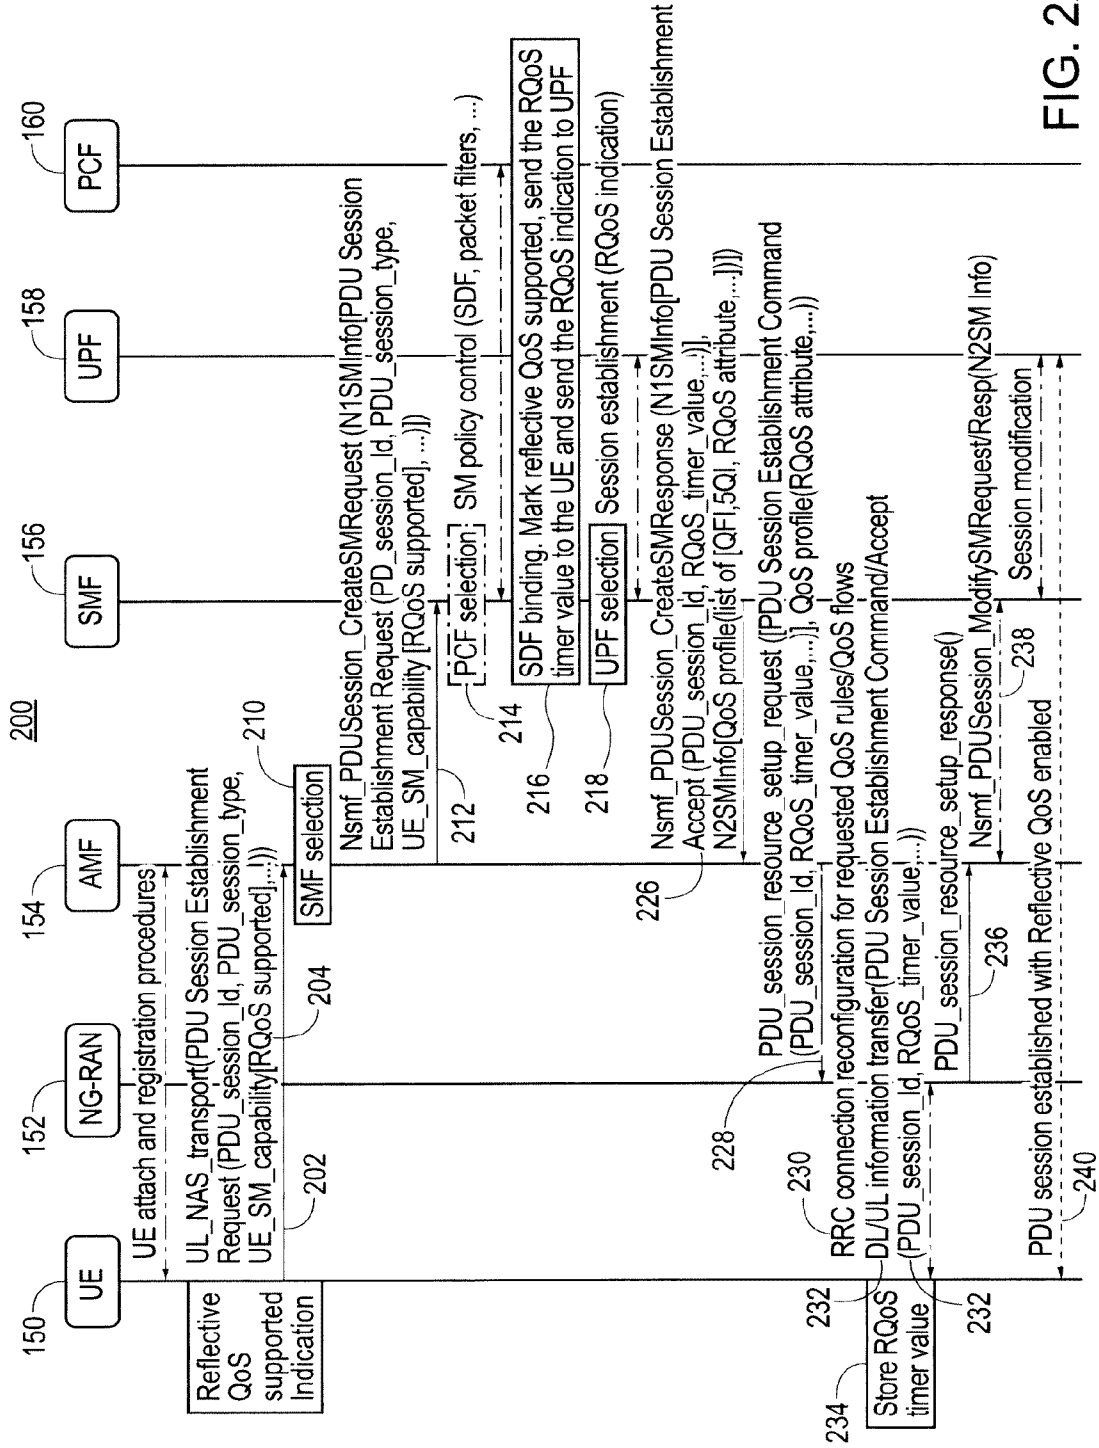 200
150
152
154
156
158
160
UE
NG-RAN
AMF
SMF
UPF
PCF
UE attach and registration procedures
Reflective
QoS
supported
Indication
UL_NAS_transport(PDU Session Establishment
Request (PDU_session_Id, PDU_session_type,
UE_SM_capability[RQoS supported],...))
204
202
210
SMF selection
Nsmf_PDUSession_CreateSMRequest (N1SMInfo[PDU Session
Establishment Request (PD_session_Id, PDU_session_type,
UE_SM_capability [RQoS supported], ...)])
212
PCF selection
SM policy control (SDF, packet filters, ...)
214
SDF binding. Mark reflective QoS supported, send the RQoS
timer value to the UE and send the RQoS indication to UPF
216
UPF selection
Session establishment (RQoS indication)
218
Nsmf_PDUSession_CreateSMResponse (N1SMInfo[PDU Session Establishment
Accept (PDU_session_Id, RQoS_timer_value,...)],
N2SMInfo[QoS profile(list of [QFI,5QI, RQoS attribute,...])])
226
PDU_session_resource_setup_request ([PDU Session Establishment Command
(PDU_session_Id, RQoS_timer_value,...)], QoS profile(RQoS attribute,...))
228
230
RRC connection reconfiguration for requested QoS rules/QoS flows
DL/UL information transfer(PDU Session Establishment Command/Accept
(PDU_session_Id, RQoS_timer_value,...))
232
232
Store RQoS
timer value
234
PDU_session_resource_setup_response()
236
Nsmf_PDUSession_ModifySMRequest/Resp(N2SM Info)
238
Session modification
PDU session established with Reflective QoS enabled
240
FIG. 2